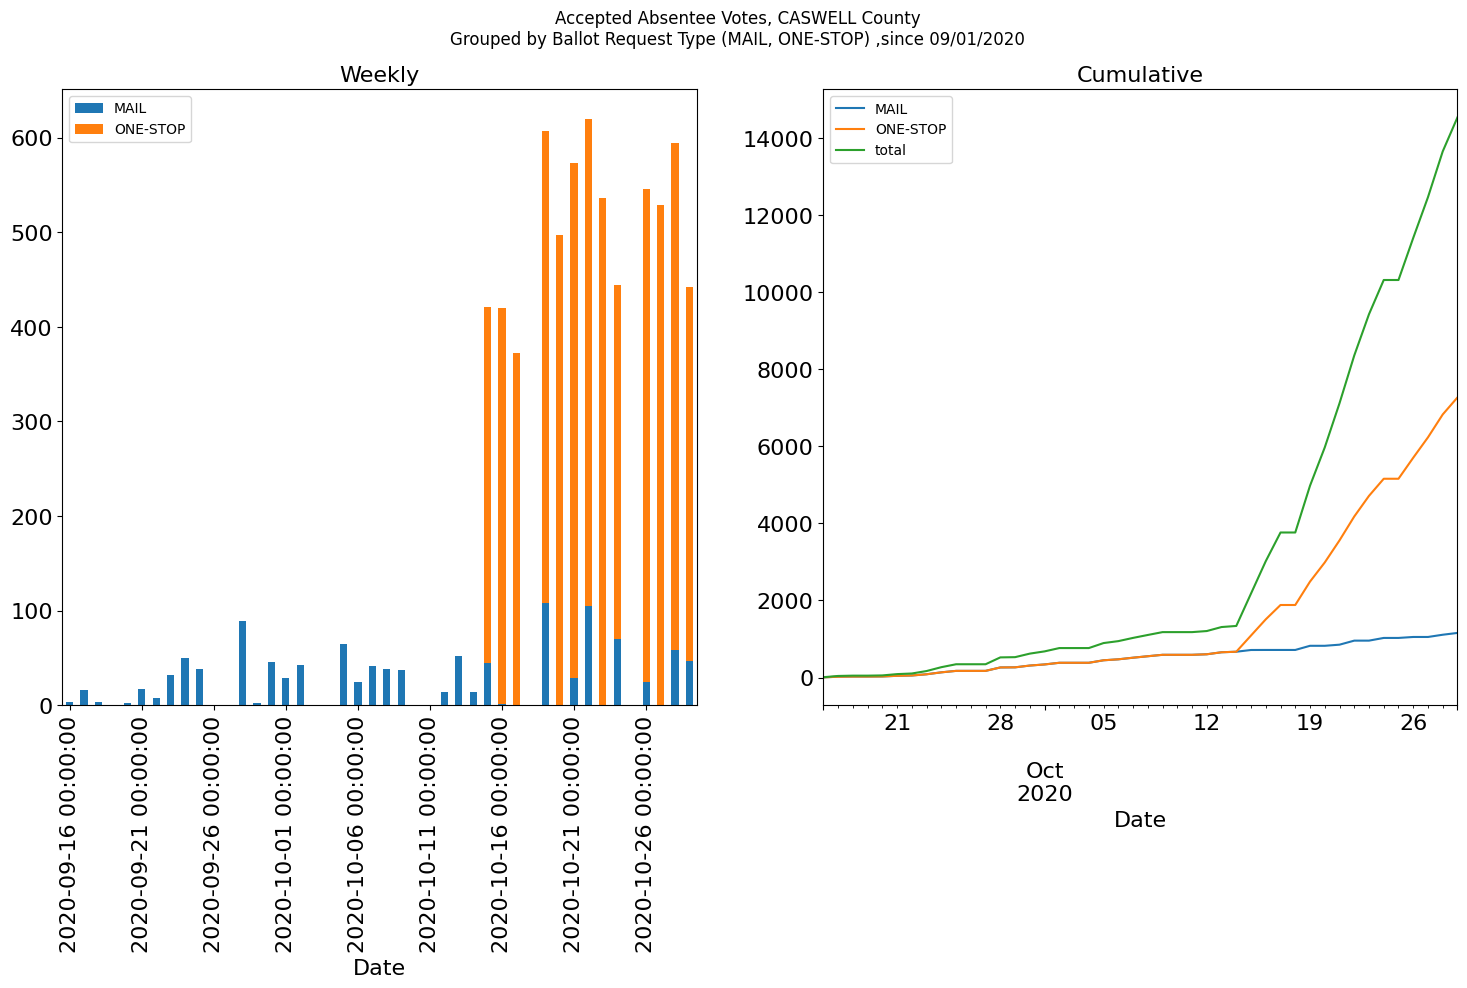 Accepted Absentee Votes, CASWELL County
Grouped by Ballot Request Type (MAIL, ONE-STOP) ,since 09/01/2020
Weekly
MAIL
ONE-STOP
600
500
400
300
200
100
0
2020-09-16 00:00:00
2020-09-21 00:00:00
2020-09-26 00:00:00
2020-10-01 00:00:00
2020-10-06 00:00:00
2020-10-11 00:00:00
2020-10-16 00:00:00
2020-10-21 00:00:00
2020-10-26 00:00:00
Date
Cumulative
MAIL
ONE-STOP
total
14000
12000
10000
8000
6000
4000
2000
0
21 28 05 12 19 26
Oct
2020
Date